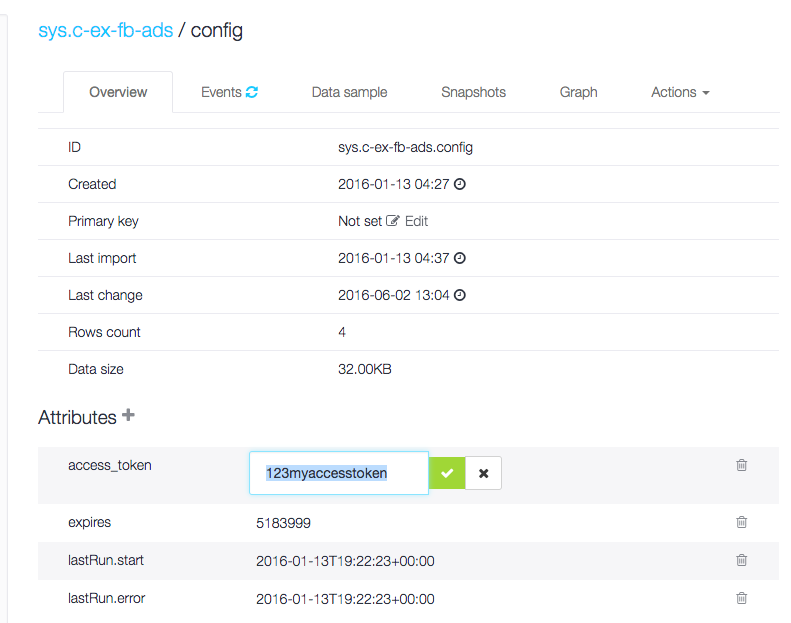 sys.c-ex-fb-ads / config
Overview Events Data sample Snapshots Graph Actions
ID sys.c-ex-fb-ads.config
Created 2016-01-13 04:27
Primary key Not set Edit
Last import 2016-01-13 04:37
Last change 2016-06-02 13:04
Rows count 4
Data size 32.00KB
Attributes
access_token 123myaccesstoken
expires 5183999
lastRun.start 2016-01-13T19:22:23+00:00
lastRun.error 2016-01-13T19:22:23+00:00